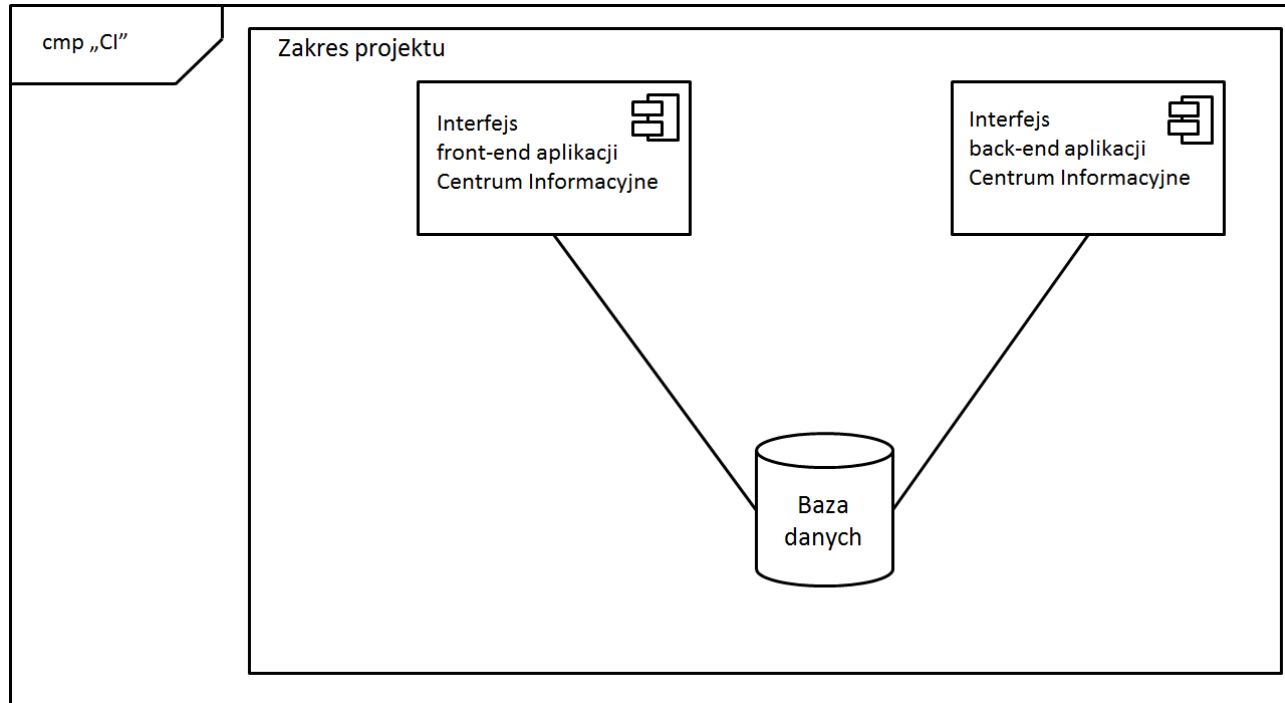 cmp „CI”
Zakres projektu
Interfejs
front-end aplikacji
Centrum Informacyjne
Interfejs
back-end aplikacji
Centrum Informacyjne
Baza
danych